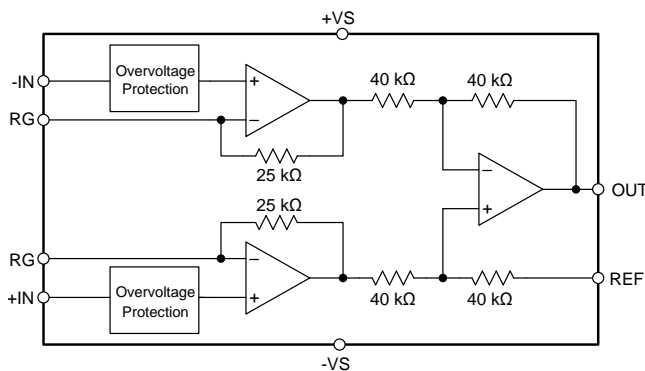 +VS
-IN
Overvoltage
Protection
+
−
40 kΩ
40 kΩ
RG
25 kΩ
−
+
OUT
25 kΩ
RG
−
+
+IN
Overvoltage
Protection
40 kΩ
40 kΩ
REF
-VS